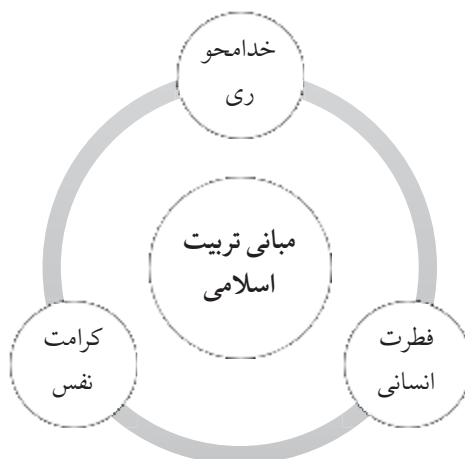 خدامحو
ری
مبانی تربیت
اسلامی
فطرت
انسانی
کرامت
نفس